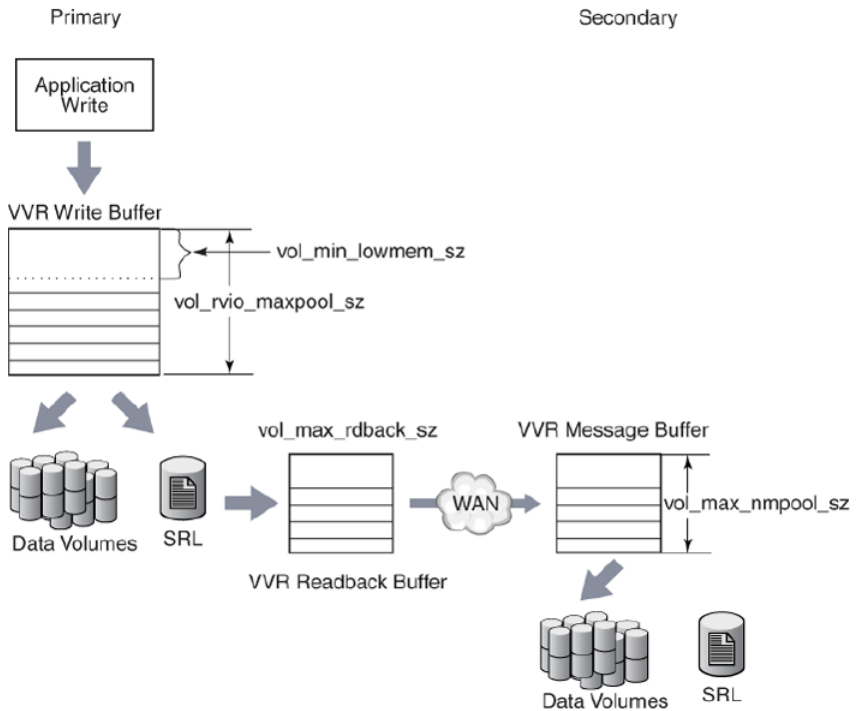 Primary
Secondary
Application
Write
VVR Write Buffer
vol_min_lowmem_sz
vol_rvio_maxpool_sz
vol_max_rdback_sz
VVR Message Buffer
WAN
vol_max_nmpool_sz
Data Volumes
SRL
VVR Readback Buffer
Data Volumes
SRL